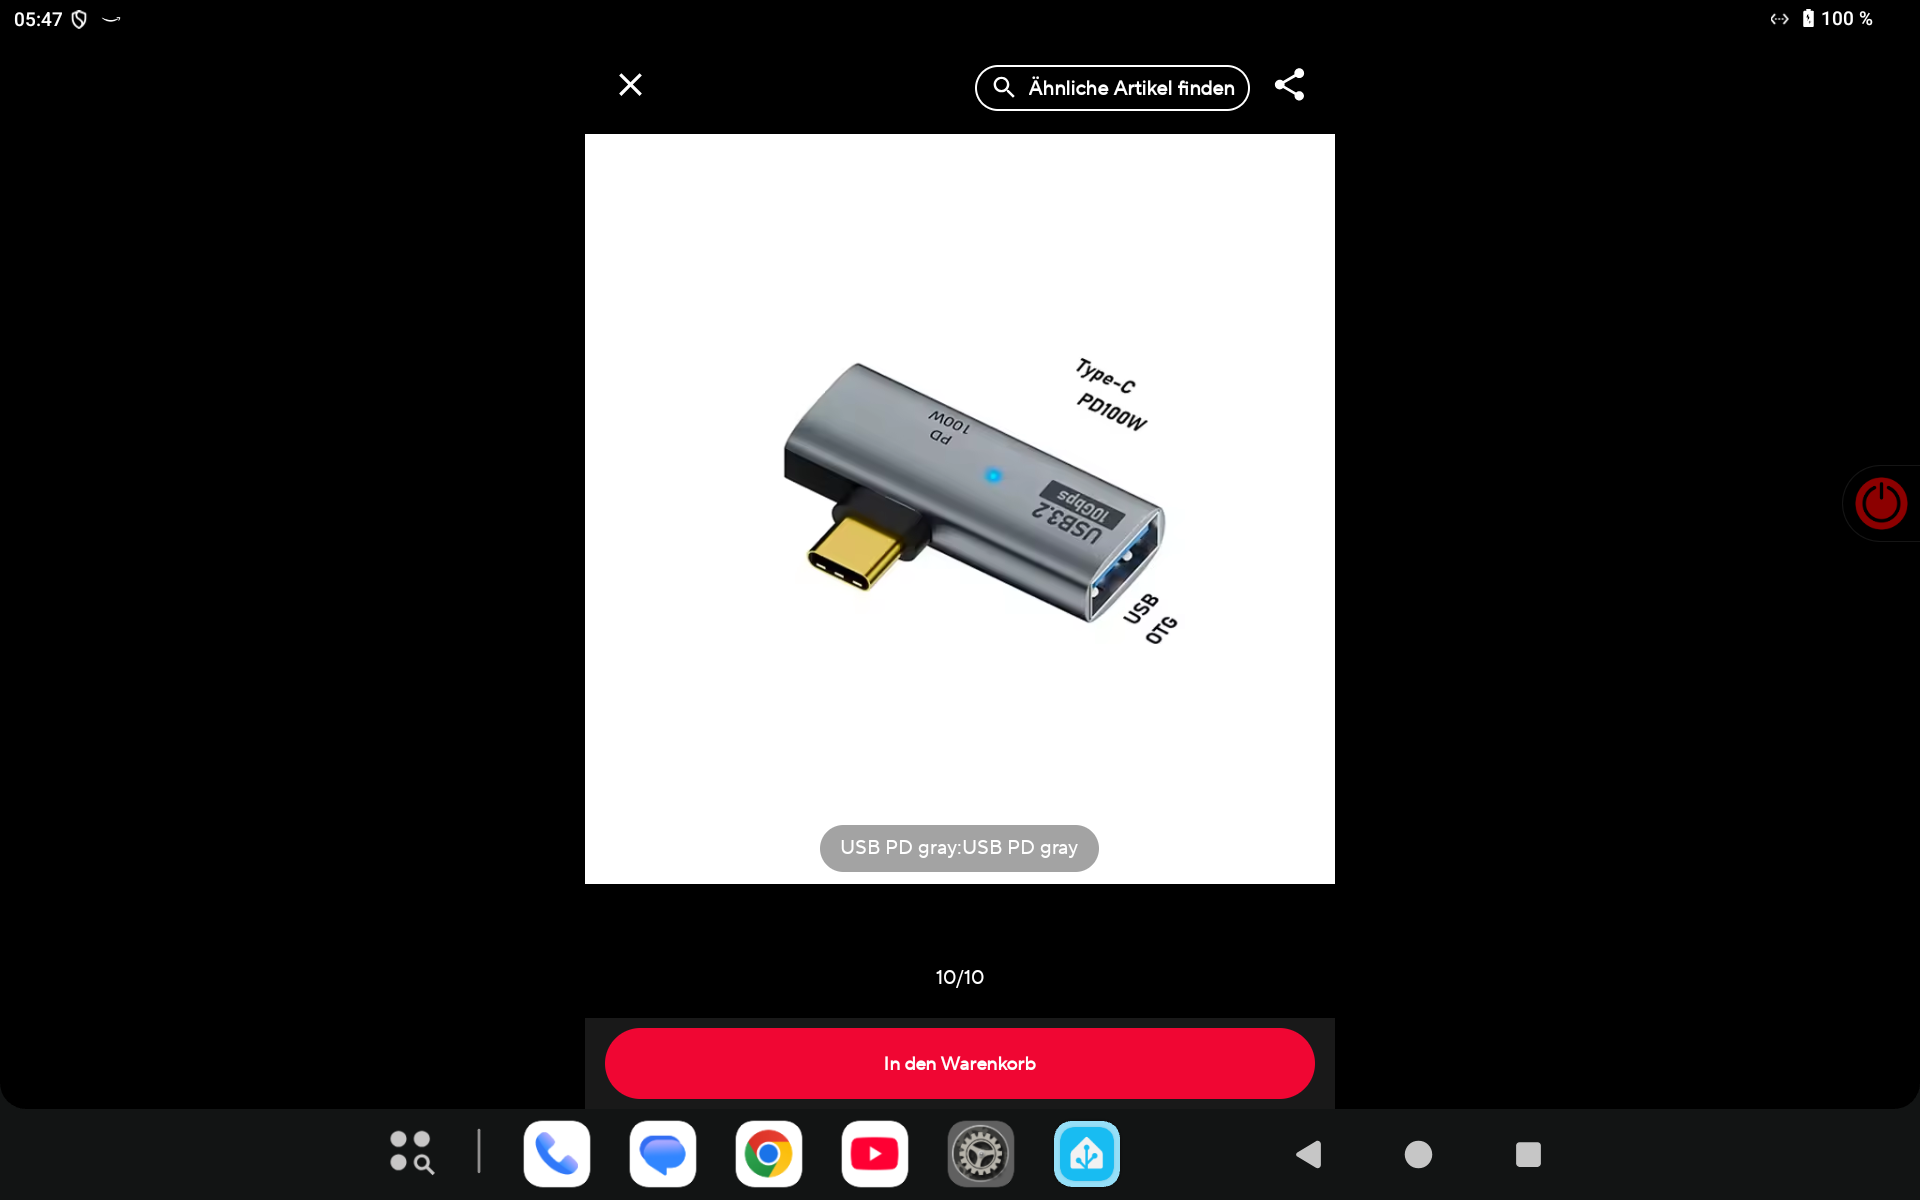 05:47
100 %
Ähnliche Artikel finden
Type-C
PD100W
PD
100W
10Gbps
USB3.2
USB
OTG
USB PD gray:USB PD gray
10/10
In den Warenkorb